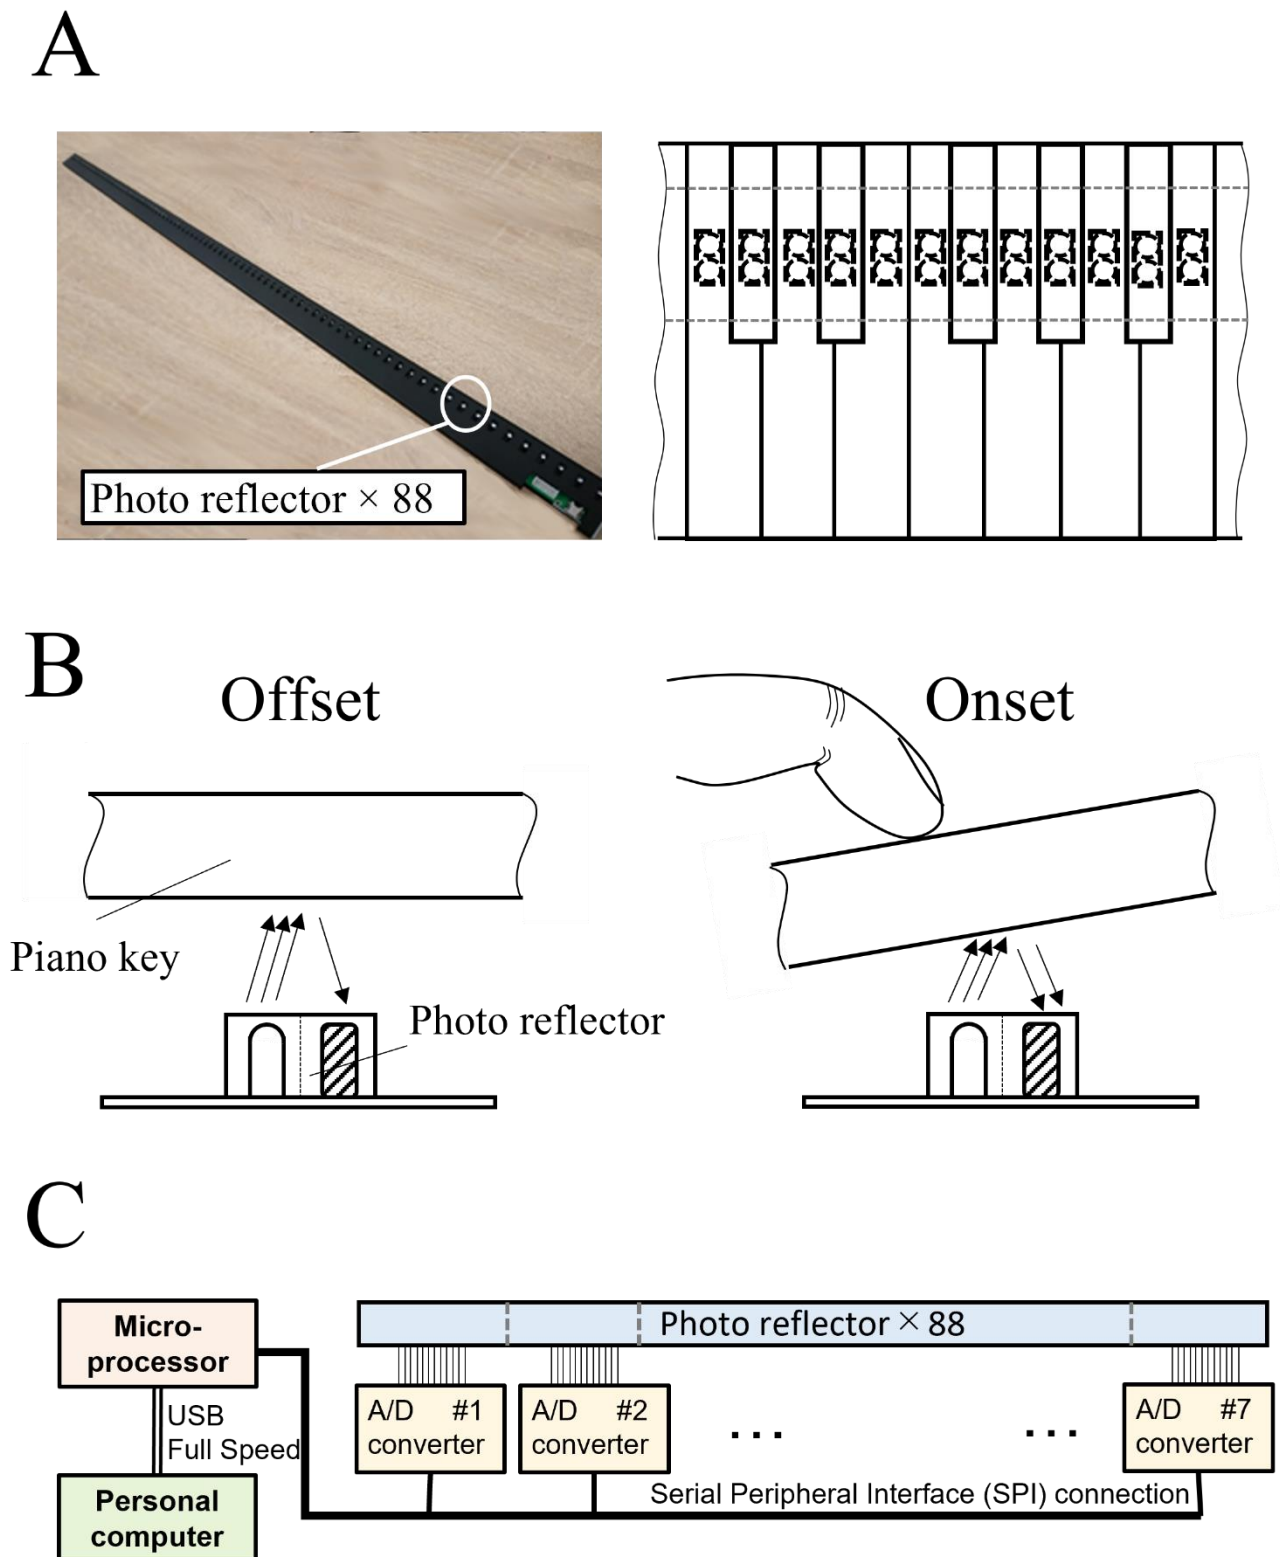 A
Photo reflector × 88
B
Offset
Onset
Piano key
Photo reflector
C
Micro-
processor
USB
Full Speed
Personal
computer
Photo reflector × 88
A/D #1
converter
A/D #2
converter
...
...
A/D #7
converter
Serial Peripheral Interface (SPI) connection